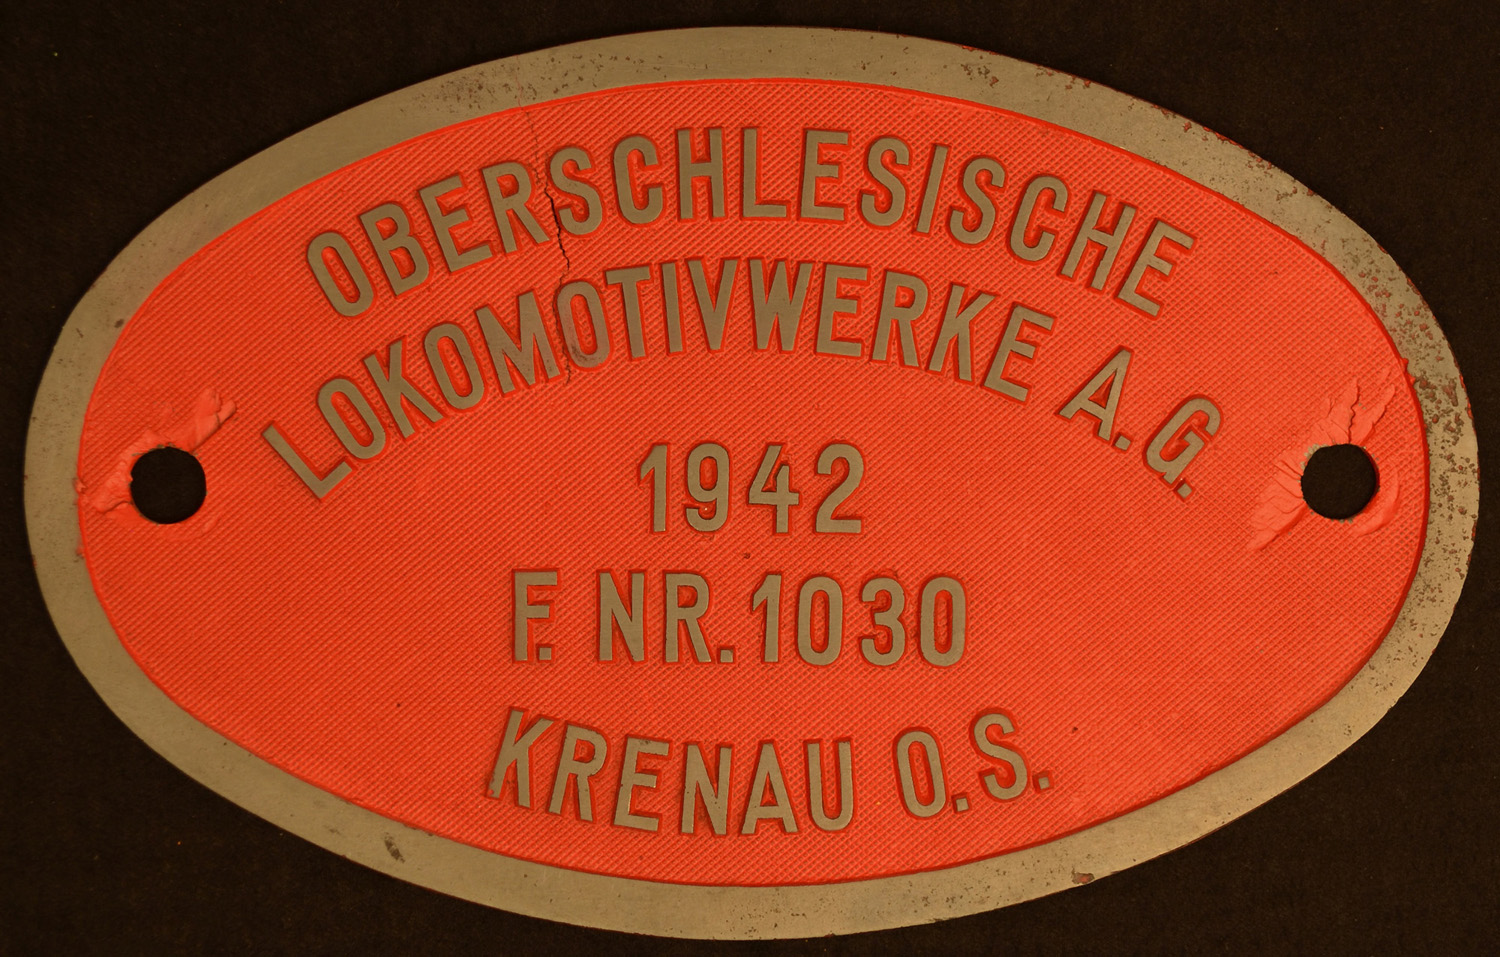 OBERSCHLESISCHE
LOKOMOTIVWERKE A.G.
1942
F. NR. 1030
KRENAU O.S.